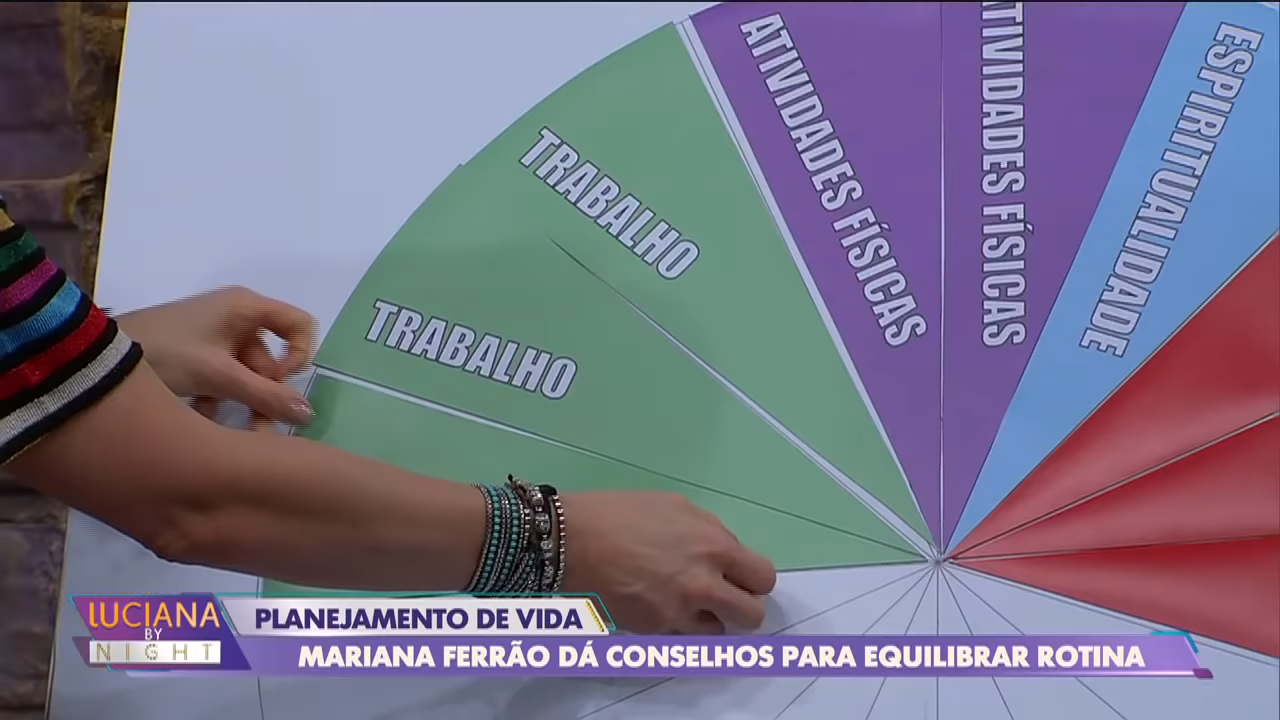 ATIVIDADES FÍSICAS
TIVIDADES FÍSICAS
ESPIRITUALIDADE
TRABALHO
TRABALHO
LUCIANA
BY
NIGHT
PLANEJAMENTO DE VIDA
MARIANA FERRÃO DÁ CONSELHOS PARA EQUILIBRAR ROTINA